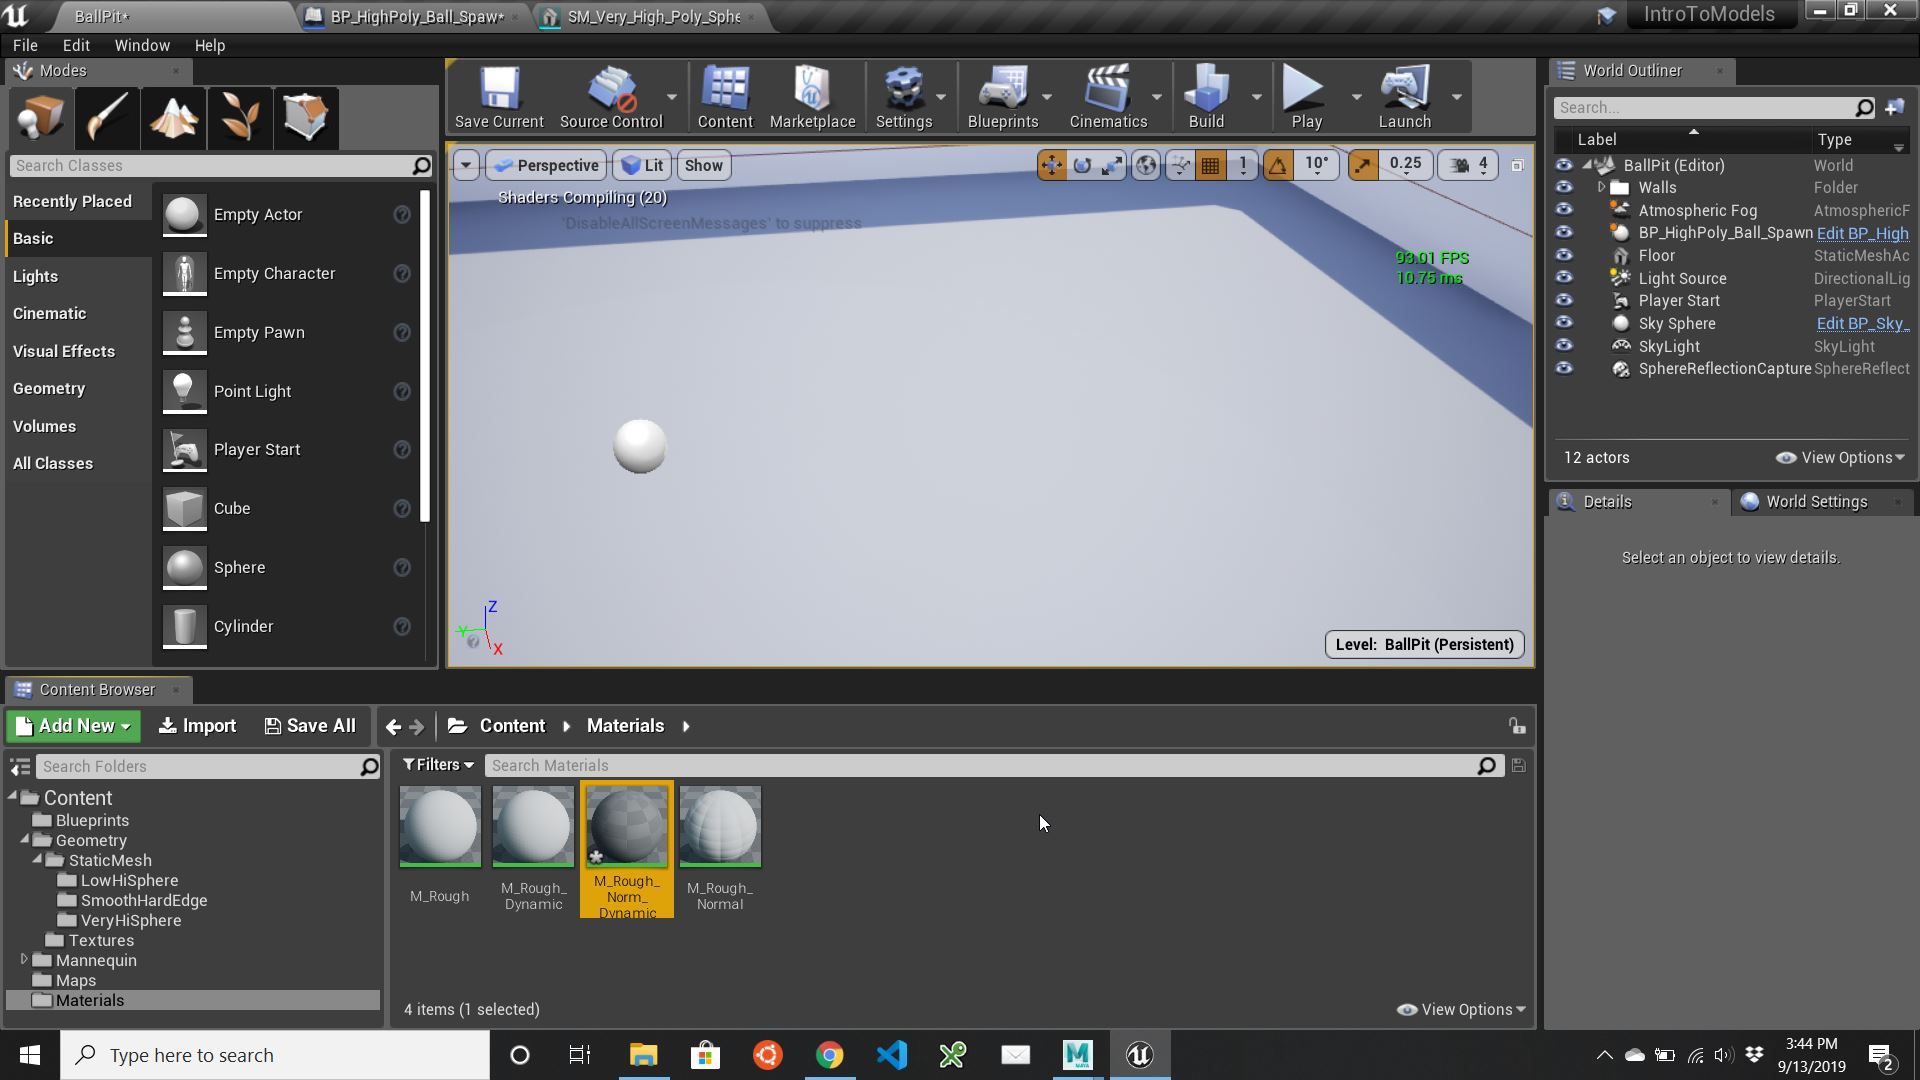 BallPit*
BP_HighPoly_Ball_Spaw*
SM_Very_High_Poly_Sphe
IntroToModels
File Edit Window Help
Modes
Search Classes
Recently Placed
Basic
Lights
Cinematic
Visual Effects
Geometry
Volumes
All Classes
Empty Actor
Empty Character
Empty Pawn
Point Light
Player Start
Cube
Sphere
Cylinder
Save Current
Source Control
Content
Marketplace
Settings
Blueprints
Cinematics
Build
Play
Launch
Perspective
Lit
Show
1
10°
0.25
4
Shaders Compiling (20)
'DisableAllScreenMessages' to suppress
93.01 FPS
10.75 ms
Z
Y
X
Level: BallPit (Persistent)
World Outliner
Search...
Label Type
BallPit (Editor) World
Walls Folder
Atmospheric Fog AtmosphericF
BP_HighPoly_Ball_Spawn Edit BP_High
Floor StaticMeshAc
Light Source DirectionalLig
Player Start PlayerStart
Sky Sphere Edit BP_Sky_
SkyLight SkyLight
SphereReflectionCapture SphereReflect
12 actors
View Options
Details
World Settings
Select an object to view details.
Content Browser
Add New
Import
Save All
Content
Materials
Search Folders
Content
Blueprints
Geometry
StaticMesh
LowHiSphere
SmoothHardEdge
VeryHiSphere
Textures
Mannequin
Maps
Materials
Filters
Search Materials
M_Rough
M_Rough_
Dynamic
M_Rough_
Norm_
Dynamic
M_Rough_
Normal
4 items (1 selected)
View Options
Type here to search
3:44 PM
9/13/2019
2